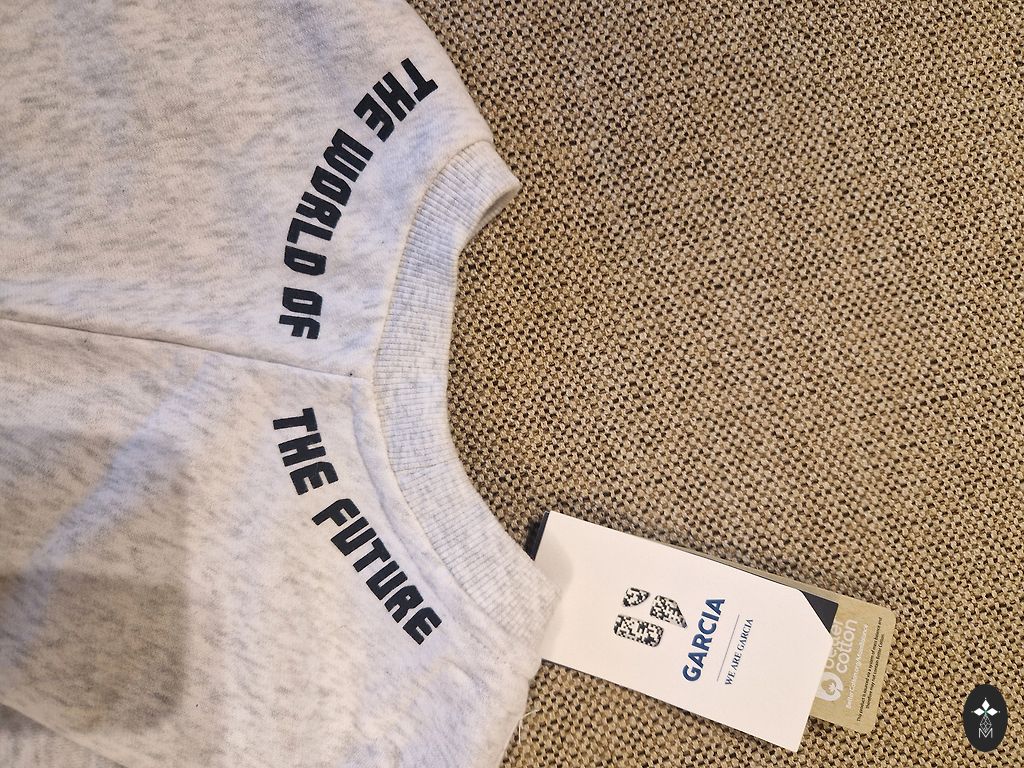 THE WORLD OF
THE FUTURE
GARCIA
WE ARE GARCIA
better
cotton